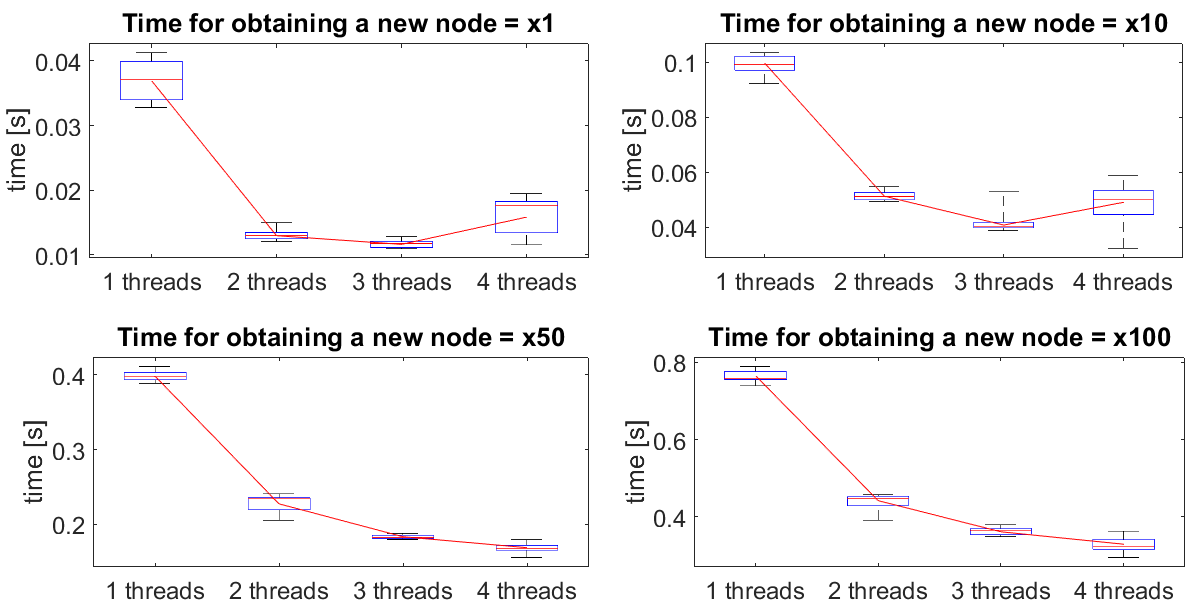 Time for obtaining a new node = x1
time [s]
0.04
0.03
0.02
0.01
1 threads 2 threads 3 threads 4 threads
Time for obtaining a new node = x10
time [s]
0.1
0.08
0.06
0.04
1 threads 2 threads 3 threads 4 threads
Time for obtaining a new node = x50
time [s]
0.4
0.3
0.2
1 threads 2 threads 3 threads 4 threads
Time for obtaining a new node = x100
time [s]
0.8
0.6
0.4
1 threads 2 threads 3 threads 4 threads